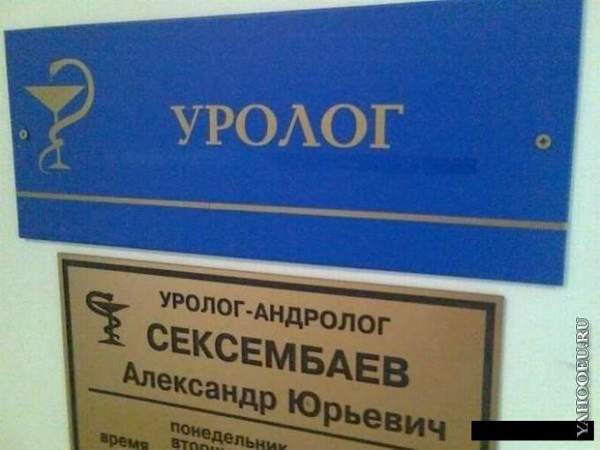 УРОЛОГ
УРОЛОГ-АНДРОЛОГ
СЕКСЕМБАЕВ
Александр Юрьевич
понедельник
время
YAHOOEU.RU